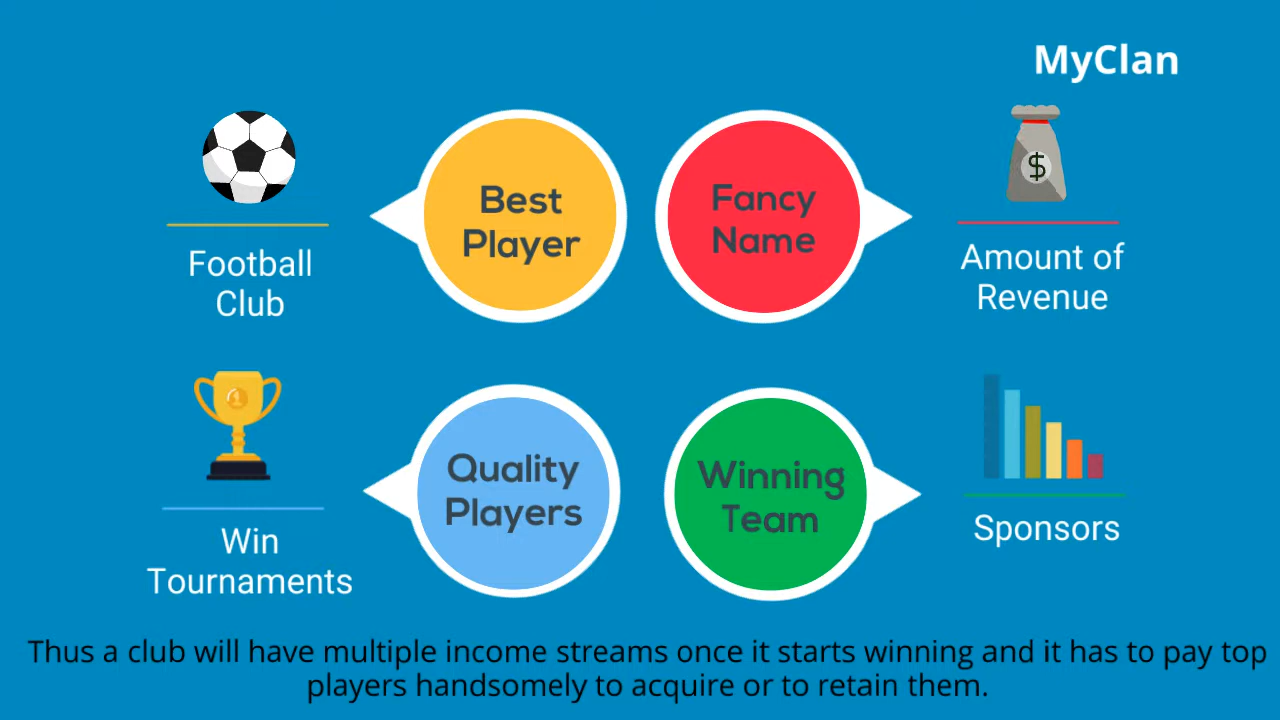 MyClan
Best
Player
Fancy
Name
$
Football
Club
Amount of
Revenue
Quality
Players
Winning
Team
Win
Tournaments
Sponsors
Thus a club will have multiple income streams once it starts winning and it has to pay top
players handsomely to acquire or to retain them.